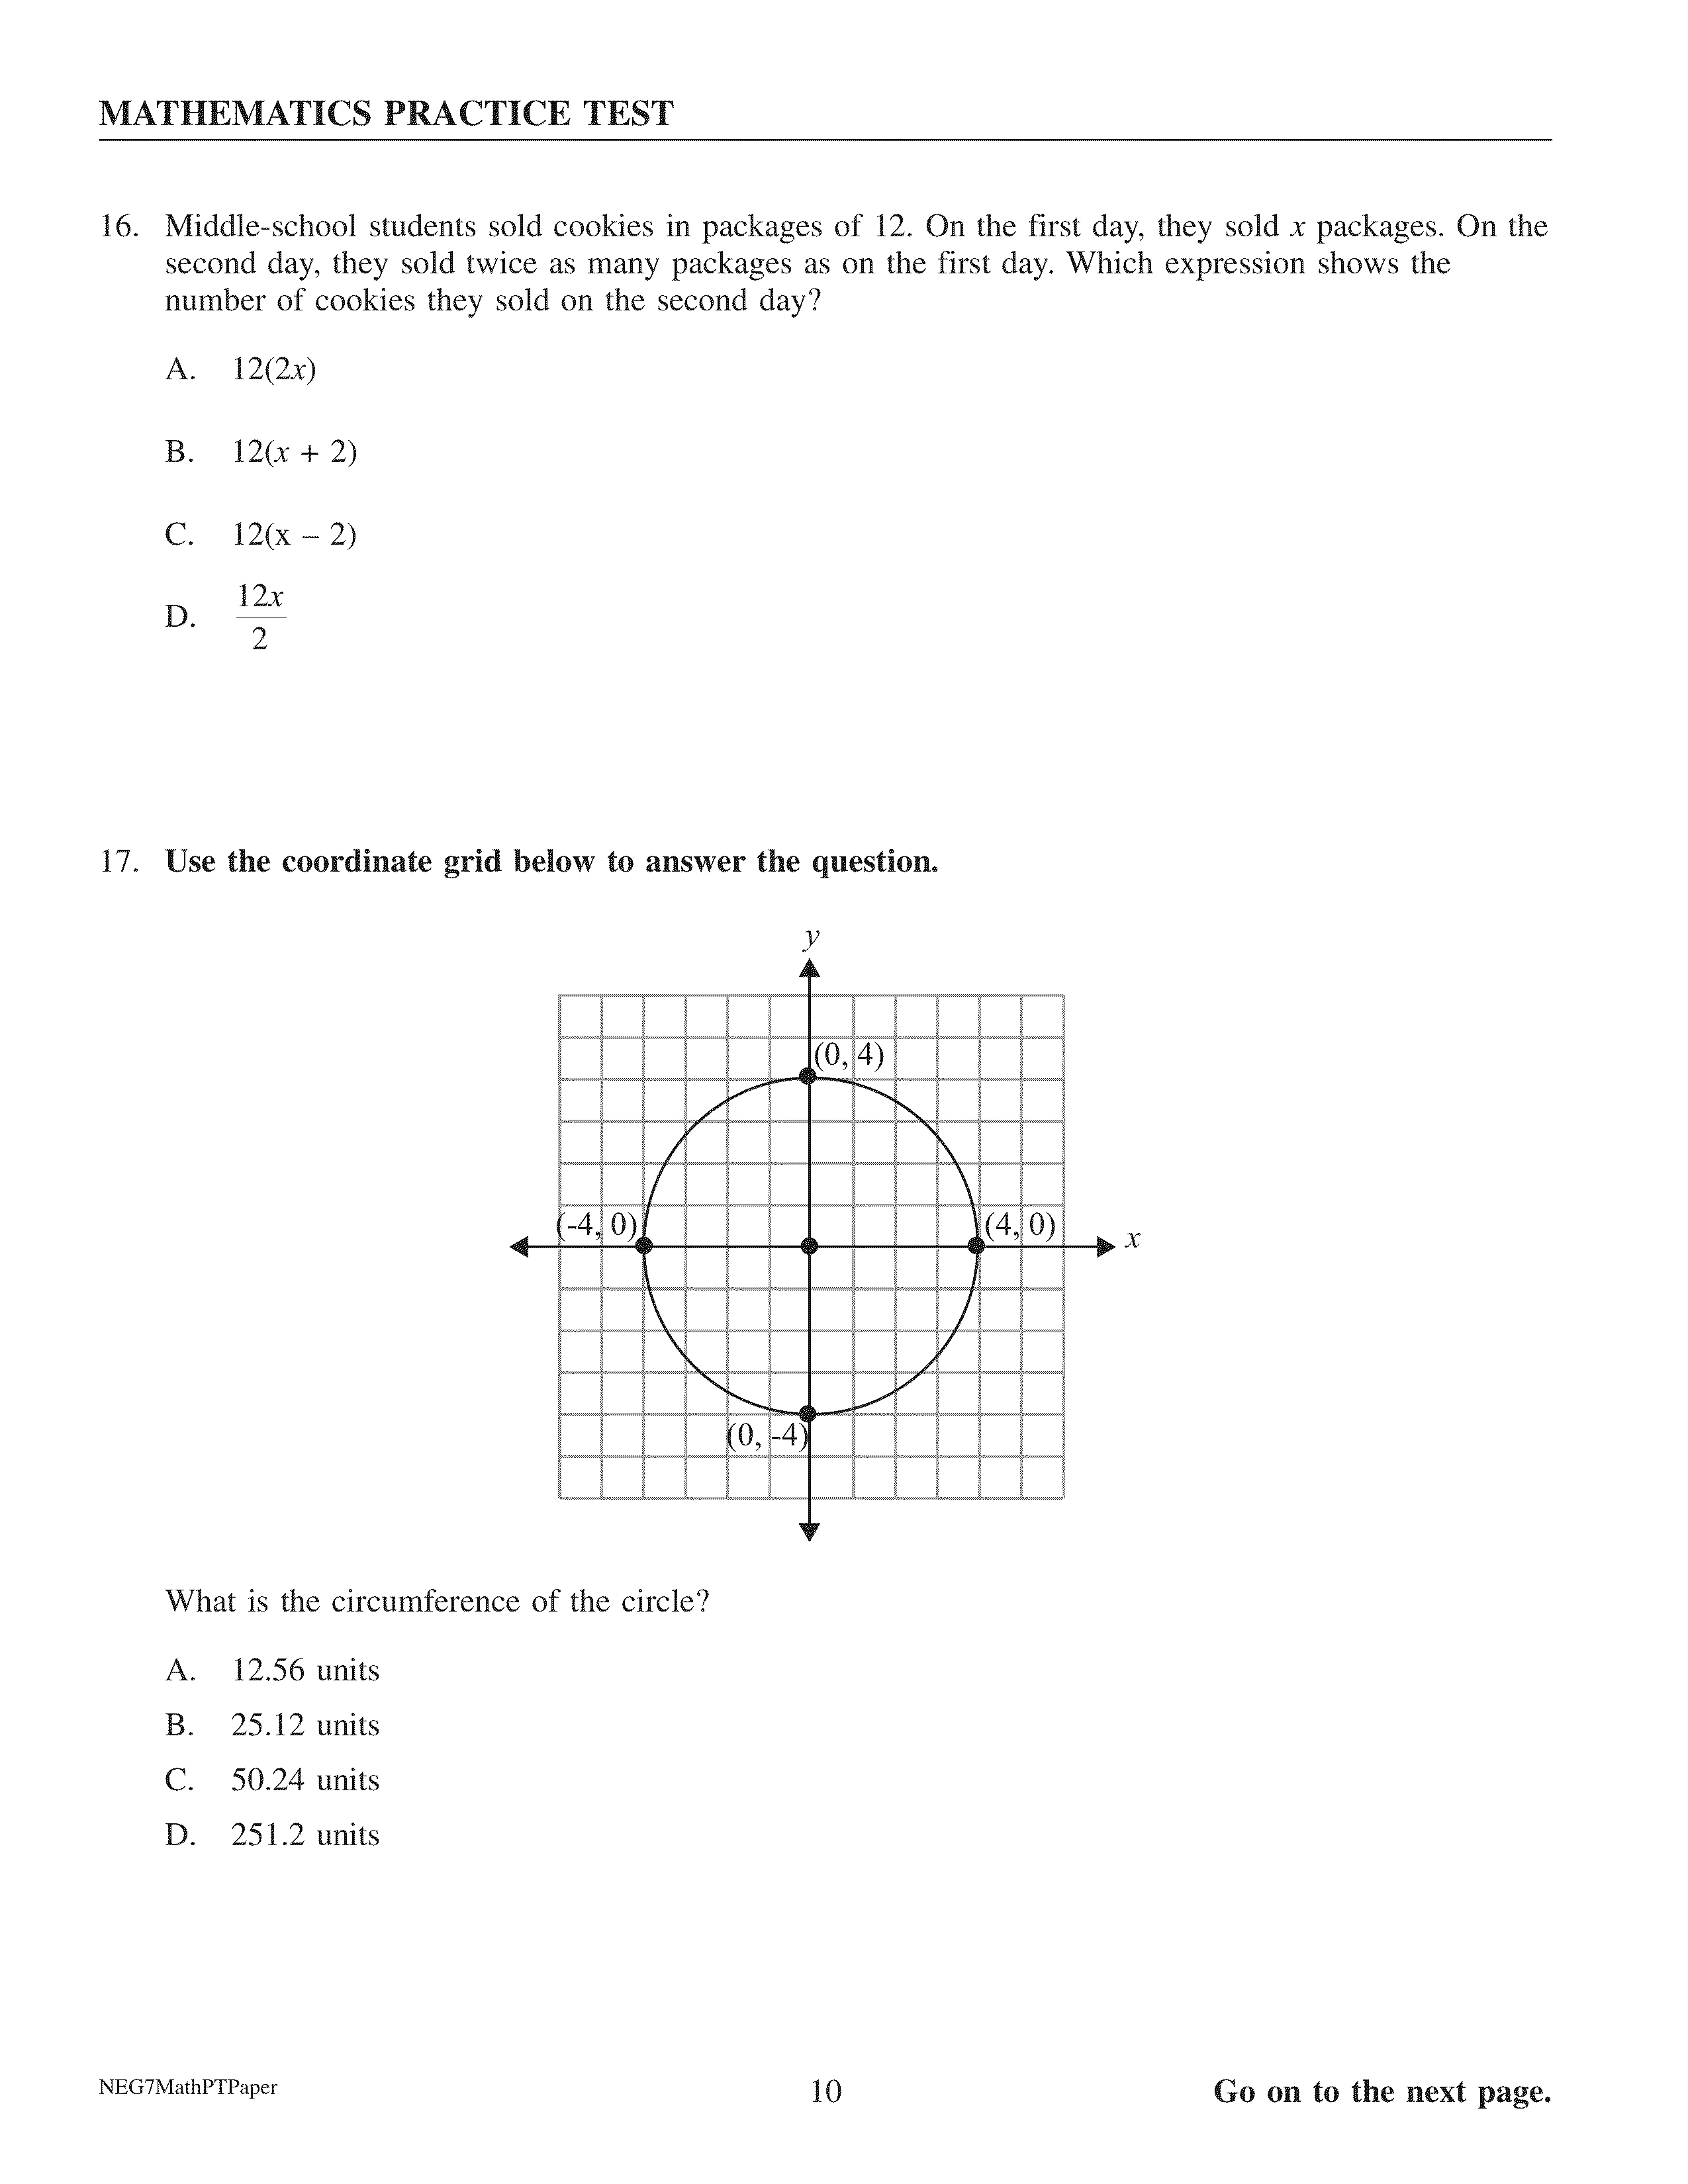 MATHEMATICS PRACTICE TEST
16. Middle-school students sold cookies in packages of 12. On the first day, they sold x packages. On the
second day, they sold twice as many packages as on the first day. Which expression shows the
number of cookies they sold on the second day?
A. 12(2x)
B. 12(x + 2)
C. 12(x – 2)
D. 12x
2
17. Use the coordinate grid below to answer the question.
y
(0, 4)
(-4, 0)
(4, 0)
x
(0, -4)
What is the circumference of the circle?
A. 12.56 units
B. 25.12 units
C. 50.24 units
D. 251.2 units
NEG7MathPTPaper
10
Go on to the next page.